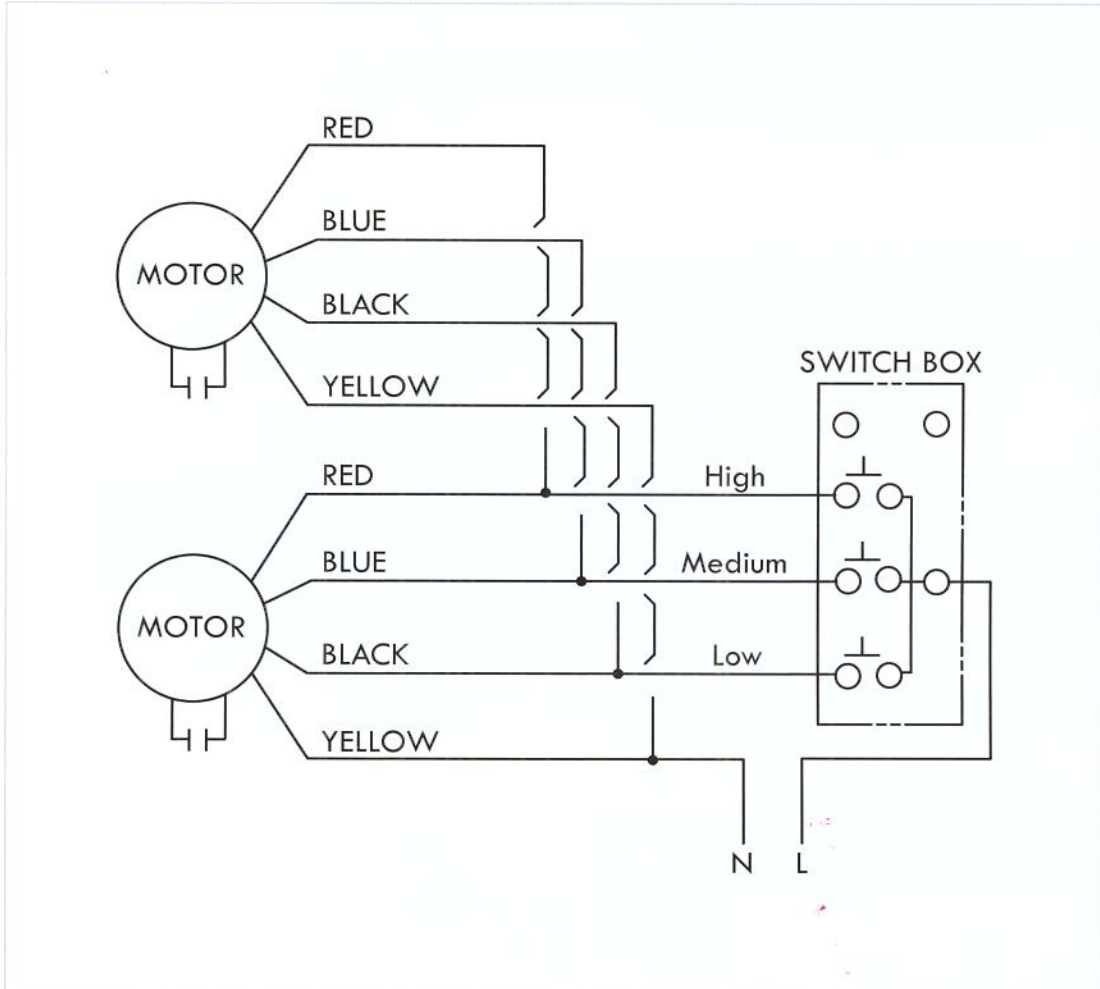 RED
BLUE
MOTOR
BLACK
YELLOW
SWITCH BOX
RED
High
BLUE
Medium
MOTOR
BLACK
Low
YELLOW
N
L